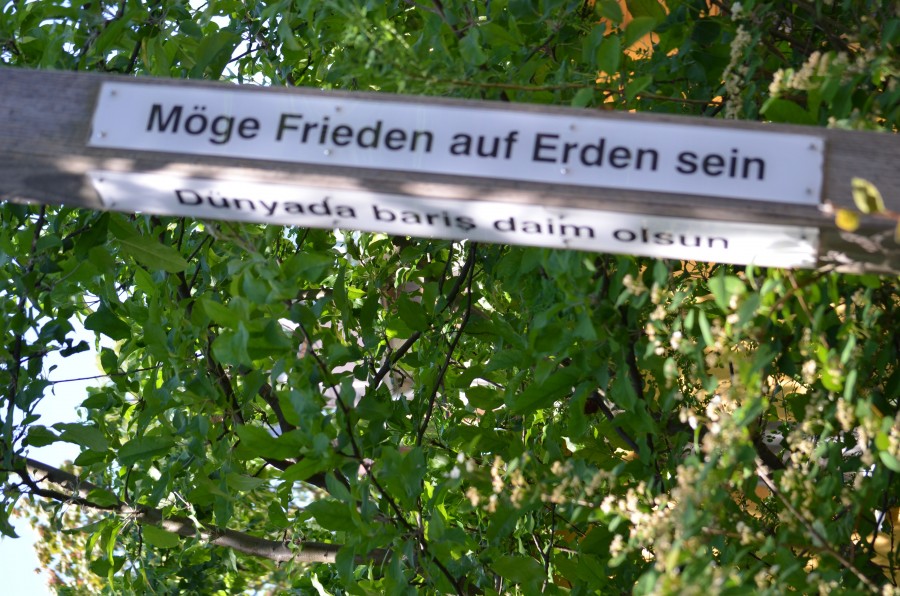 Möge Frieden auf Erden sein
Dünyada barış daim olsun